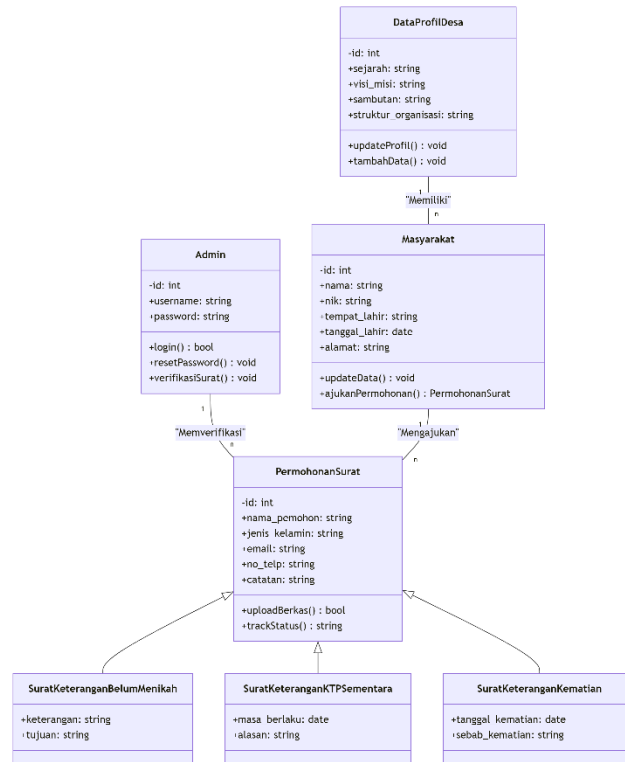 DataProfilDesa
-id: int
+sejarah: string
+visi_misi: string
+sambutan: string
+struktur_organisasi: string
+updateProfil() : void
+tambahData() : void
1
"Memiliki"
n
Masyarakat
-id: int
+nama: string
+nik: string
+tempat_lahir: string
+tanggal_lahir: date
+alamat: string
+updateData() : void
+ajukanPermohonan() : PermohonanSurat
Admin
-id: int
+username: string
+password: string
+login() : bool
+resetPassword() : void
+verifikasiSurat() : void
1
"Memverifikasi"
n
1
"Mengajukan"
n
PermohonanSurat
-id: int
+nama_pemohon: string
+jenis_kelamin: string
+email: string
+no_telp: string
+catatan: string
+uploadBerkas() : bool
+trackStatus() : string
SuratKeteranganBelumMenikah
+keterangan: string
+tujuan: string
SuratKeteranganKTPSementara
+masa_berlaku: date
+alasan: string
SuratKeteranganKematian
+tanggal_kematian: date
+sebab_kematian: string